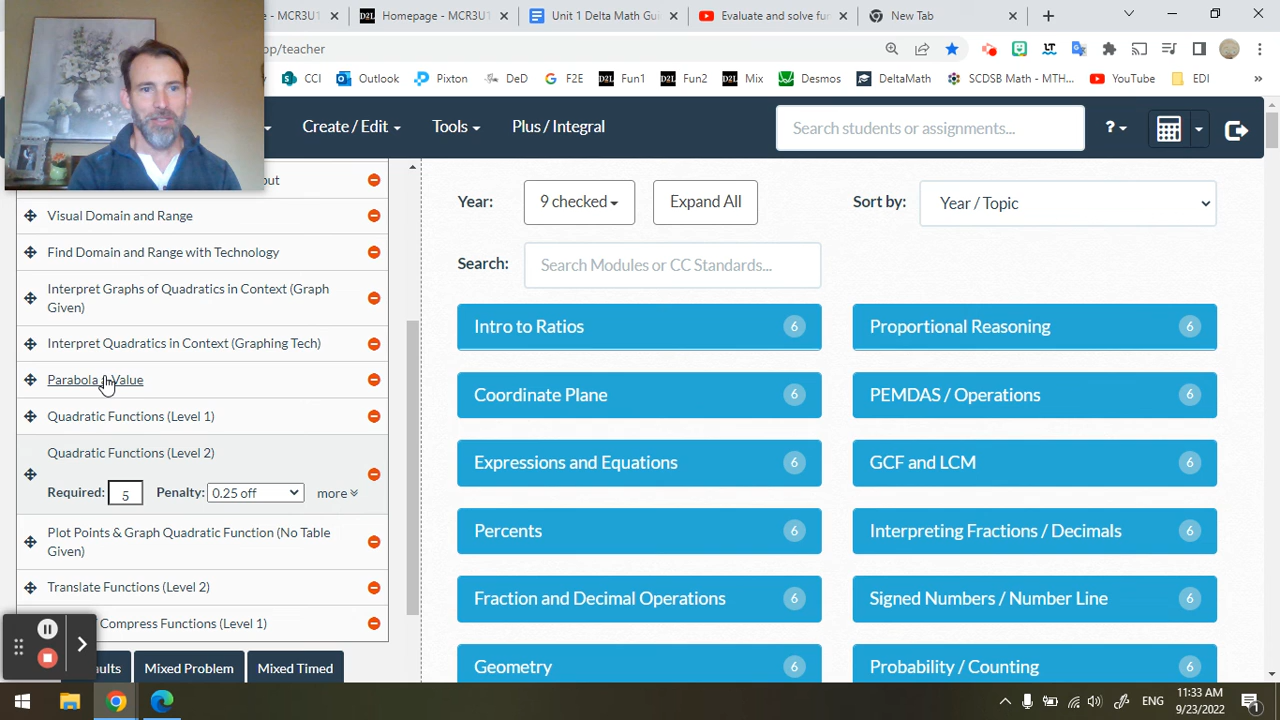 - MCR3U1
Homepage - MCR3U1
Unit 1 Delta Math Gui
Evaluate and solve fun
New Tab
pp/teacher
CCI
Outlook
Pixton
DeD
F2E
Fun1
Fun2
Mix
Desmos
DeltaMath
SCDSB Math - MTH...
YouTube
EDI
Create / Edit
Tools
Plus / Integral
Search students or assignments...
?
put
Visual Domain and Range
Find Domain and Range with Technology
Interpret Graphs of Quadratics in Context (Graph
Given)
Interpret Quadratics in Context (Graphing Tech)
Parabola Value
Quadratic Functions (Level 1)
Quadratic Functions (Level 2)
Required: 5 Penalty: 0.25 off more
Plot Points & Graph Quadratic Function (No Table
Given)
Translate Functions (Level 2)
Compress Functions (Level 1)
Mixed Problem
Mixed Timed
Year: 9 checked Expand All Sort by: Year / Topic
Search: Search Modules or CC Standards...
Intro to Ratios 6
Proportional Reasoning 6
Coordinate Plane 6
PEMDAS / Operations 6
Expressions and Equations 6
GCF and LCM 6
Percents 6
Interpreting Fractions / Decimals 6
Fraction and Decimal Operations 6
Signed Numbers / Number Line 6
Geometry 6
Probability / Counting 6
ENG
11:33 AM
9/23/2022